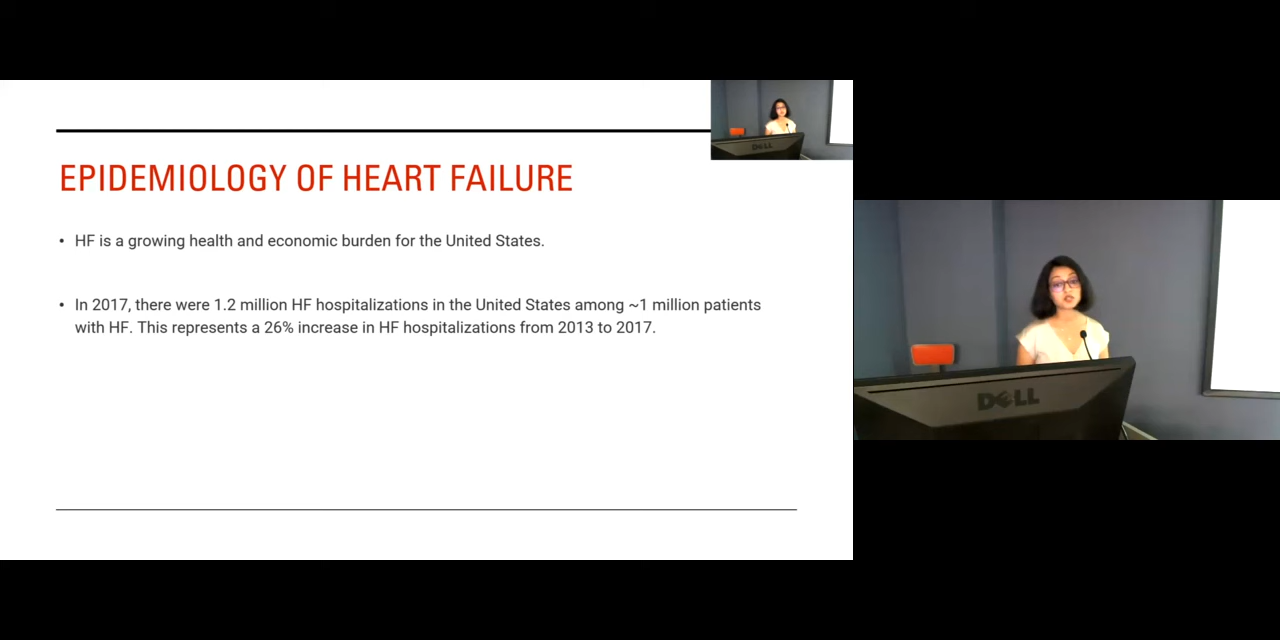 EPIDEMIOLOGY OF HEART FAILURE
• HF is a growing health and economic burden for the United States.
• In 2017, there were 1.2 million HF hospitalizations in the United States among ~1 million patients
with HF. This represents a 26% increase in HF hospitalizations from 2013 to 2017.
DELL
DELL